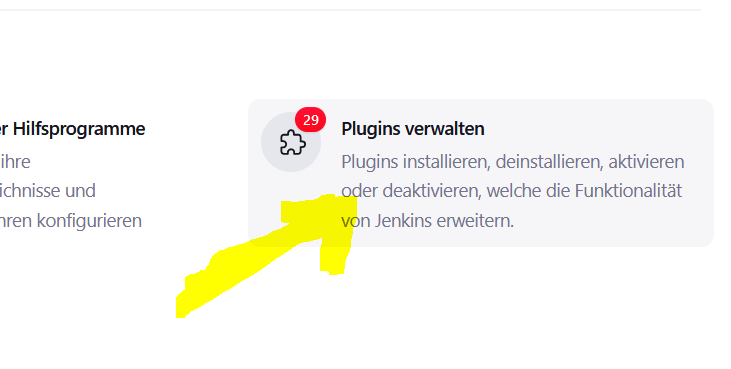 er Hilfsprogramme
ihre
ichnisse und
hren konfigurieren
29
Plugins verwalten
Plugins installieren, deinstallieren, aktivieren
oder deaktivieren, welche die Funktionalität
von Jenkins erweitern.